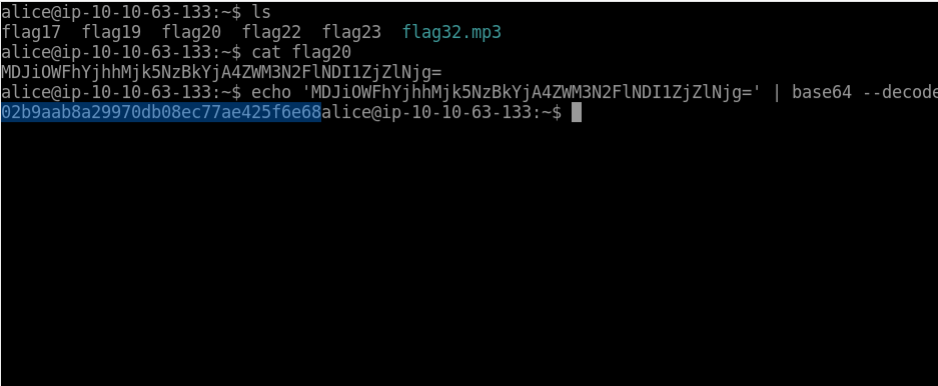 alice@ip-10-10-63-133:~$ ls
flag17  flag19  flag20  flag22  flag23  flag32.mp3
alice@ip-10-10-63-133:~$ cat flag20
MDJiOWFhYjhhMjk5NzBkYjA4ZWM3N2FlNDI1ZjZlNjg=
alice@ip-10-10-63-133:~$ echo 'MDJiOWFhYjhhMjk5NzBkYjA4ZWM3N2FlNDI1ZjZlNjg=' | base64 --decode
02b9aab8a29970db08ec77ae425f6e68alice@ip-10-10-63-133:~$